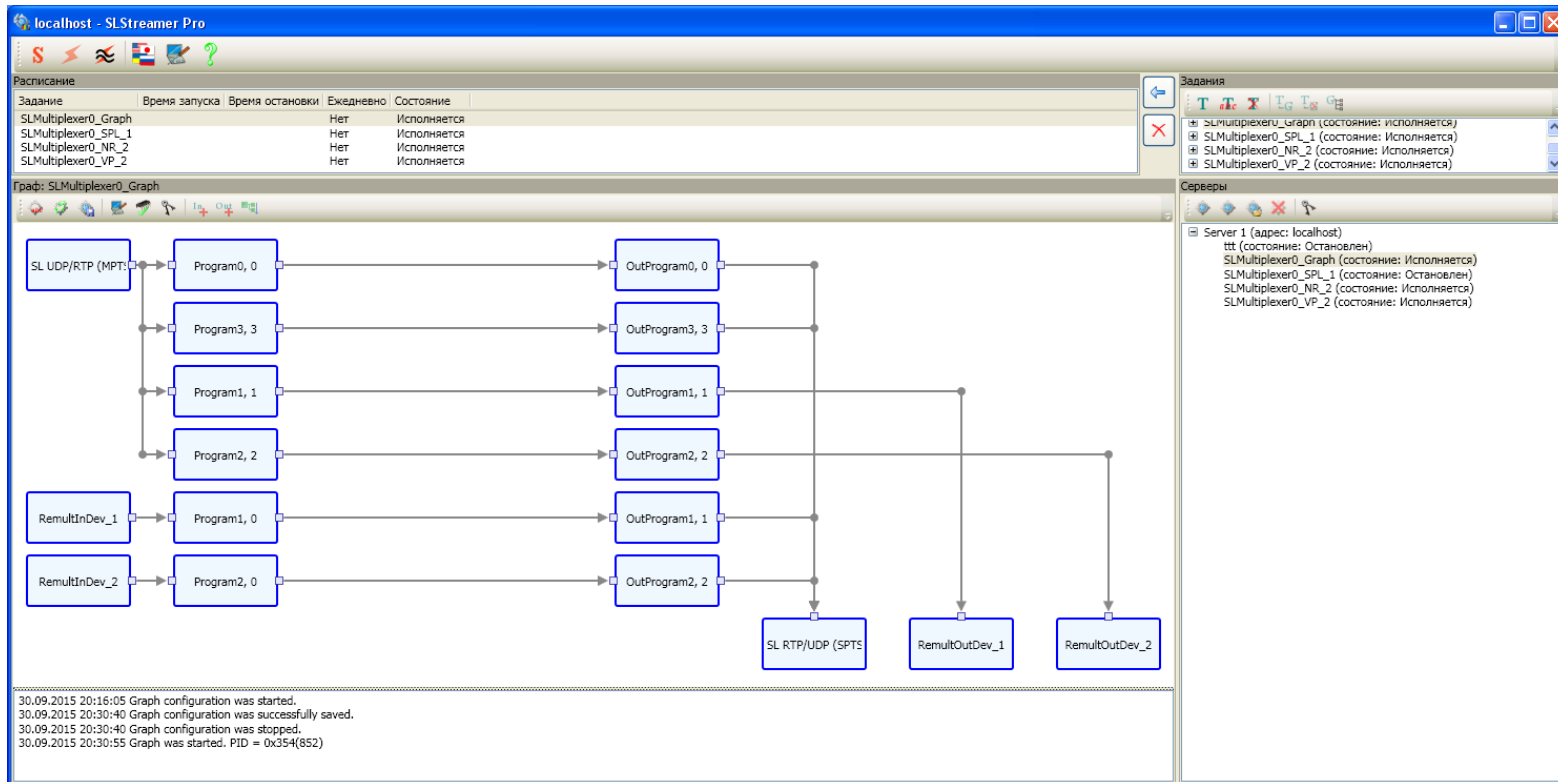 localhost - SLStreamer Pro
Расписание
Задание Время запуска Время остановки Ежедневно Состояние
SLMultiplexer0_Graph Нет Исполняется
SLMultiplexer0_SPL_1 Нет Исполняется
SLMultiplexer0_NR_2 Нет Исполняется
SLMultiplexer0_VP_2 Нет Исполняется
Задания
SLMultiplexer0_Graph (состояние: Исполняется)
SLMultiplexer0_SPL_1 (состояние: Исполняется)
SLMultiplexer0_NR_2 (состояние: Исполняется)
SLMultiplexer0_VP_2 (состояние: Исполняется)
Граф: SLMultiplexer0_Graph
In Out
SL UDP/RTP (MPT Program0, 0 OutProgram0, 0
Program3, 3 OutProgram3, 3
Program1, 1 OutProgram1, 1
Program2, 2 OutProgram2, 2
RemultInDev_1 Program1, 0 OutProgram1, 1
RemultInDev_2 Program2, 0 OutProgram2, 2
SL RTP/UDP (SPTS RemultOutDev_1 RemultOutDev_2
Серверы
Server 1 (адрес: localhost)
ttt (состояние: Остановлен)
SLMultiplexer0_Graph (состояние: Исполняется)
SLMultiplexer0_SPL_1 (состояние: Остановлен)
SLMultiplexer0_NR_2 (состояние: Исполняется)
SLMultiplexer0_VP_2 (состояние: Исполняется)
30.09.2015 20:16:05 Graph configuration was started.
30.09.2015 20:30:40 Graph configuration was successfully saved.
30.09.2015 20:30:40 Graph configuration was stopped.
30.09.2015 20:30:55 Graph was started. PID = 0x354(852)